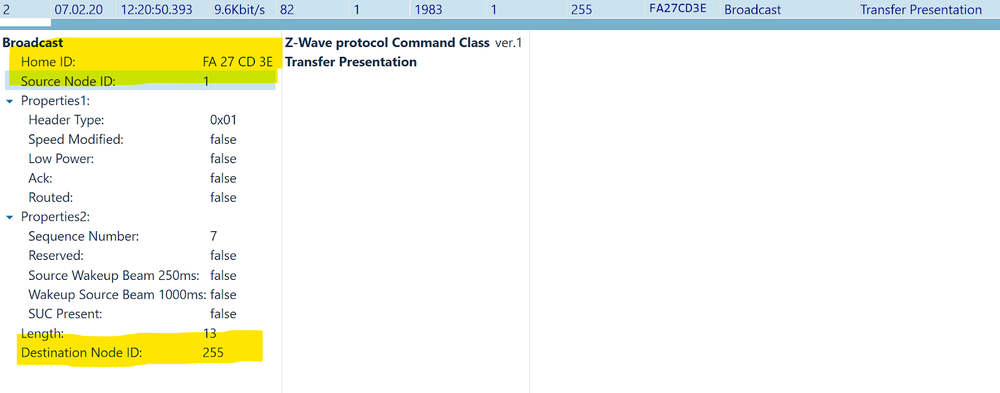 2 07.02.20 12:20:50.393 9.6Kbit/s 82 1 1983 1 255 FA27CD3E Broadcast Transfer Presentation
Broadcast
Home ID: FA 27 CD 3E
Source Node ID: 1
Properties1:
Header Type: 0x01
Speed Modified: false
Low Power: false
Ack: false
Routed: false
Properties2:
Sequence Number: 7
Reserved: false
Source Wakeup Beam 250ms: false
Wakeup Source Beam 1000ms: false
SUC Present: false
Length: 13
Destination Node ID: 255
Z-Wave protocol Command Class ver.1
Transfer Presentation